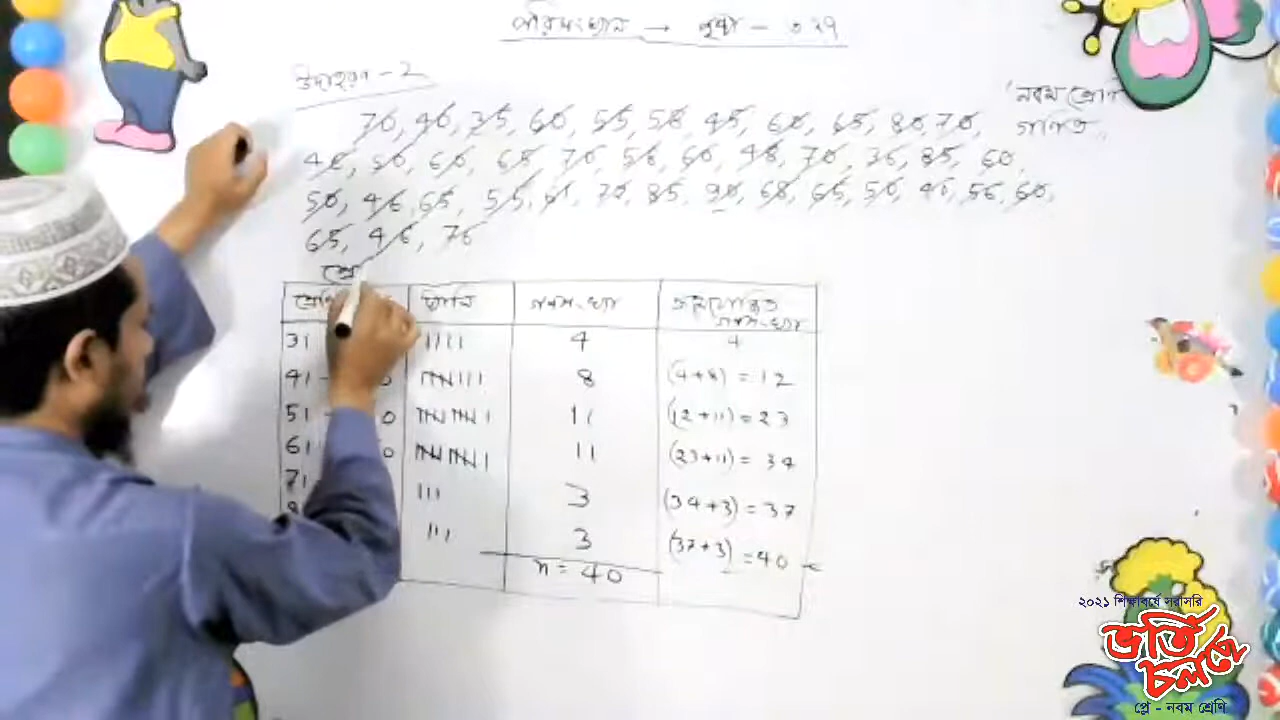 পরিসংখ্যান → পৃষ্ঠা - ৩২৭
উদাহরণ - 2
'নবম শ্রেণি
গণিত
70, 40, 35, 60, 55, 58, 45, 60, 65, 80, 70,
50, 60, 65, 70, 60, 48, 70, 36, 85, 60,
50, 46, 65, 55, 61, 72, 85, 90, 68, 65, 50, 40, 56, 60,
65, 46, 76
শ্রে
ট্যালি গণসংখ্যা ক্রমযোজিত গণসংখ্যা
31 |||| 4 4
41 - 0 |||| ||| 8 (4+8) = 12
51 - 0 |||| |||| | 11 (12+11) = 23
61 0 |||| |||| | 11 (23+11) = 34
71 ||| 3 (34+3) = 37
||| 3 (37+3) = 40
n = 40
২০২১ শিক্ষাবর্ষে সরাসরি
ভর্তি
চলছে
প্লে - নবম শ্রেণি